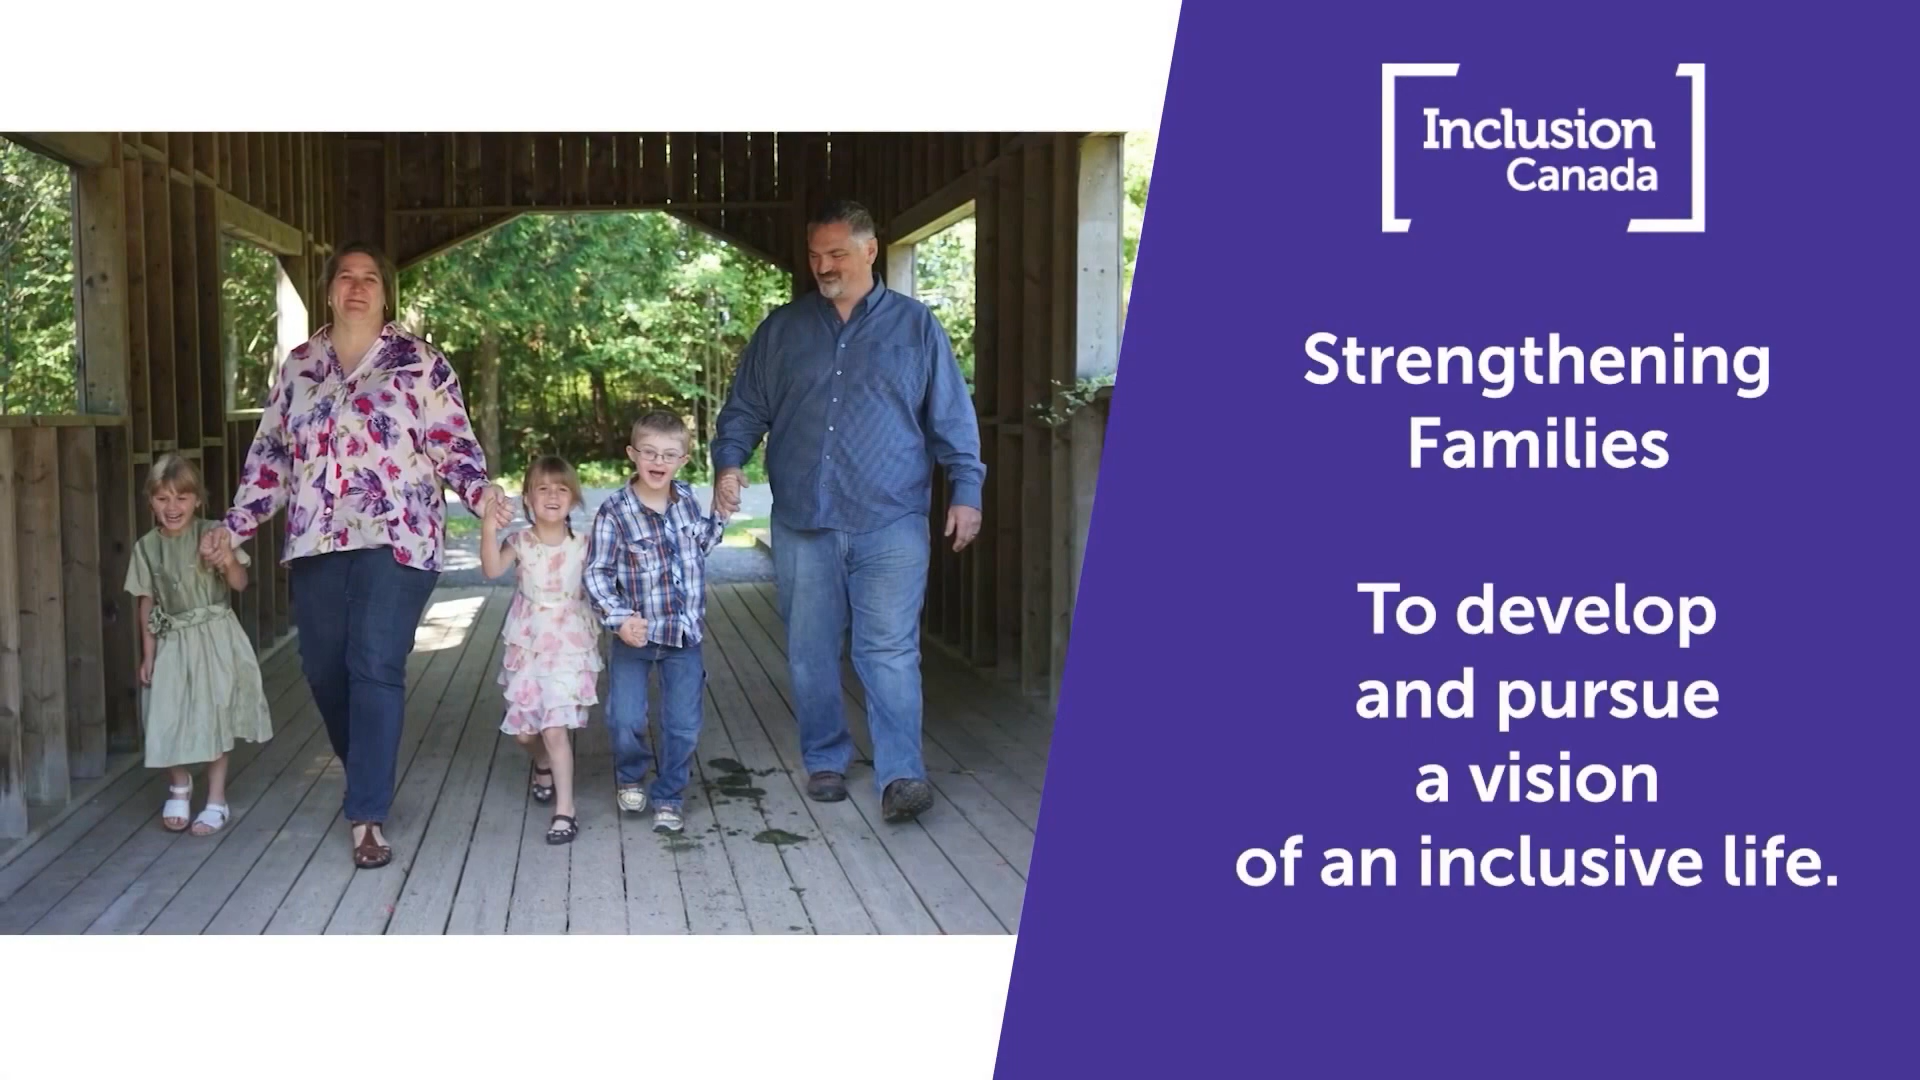 Inclusion
Canada
Strengthening
Families
To develop
and pursue
a vision
of an inclusive life.